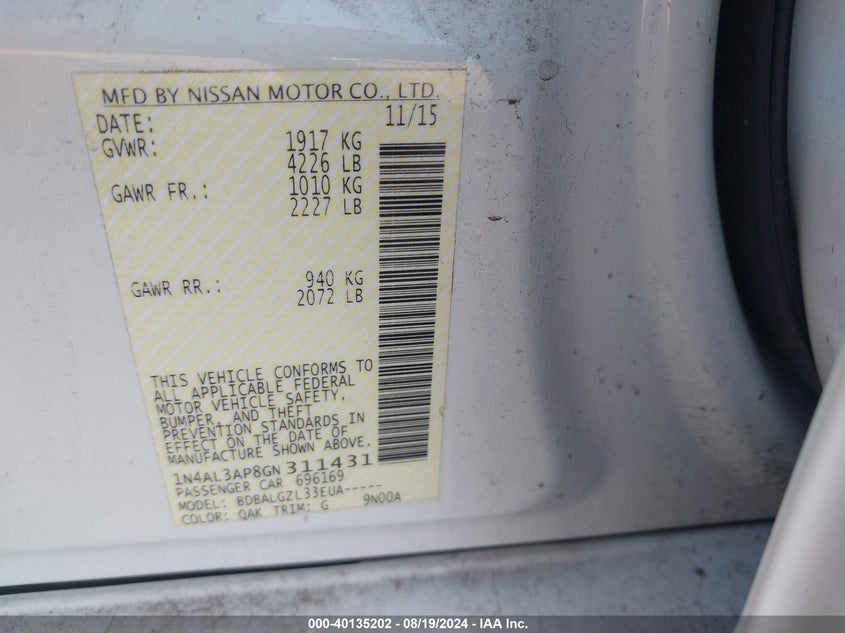 MFD BY NISSAN MOTOR CO., LTD.
DATE: 11/15
GVWR: 1917 KG
4226 LB
GAWR FR.: 1010 KG
2227 LB
GAWR RR.: 940 KG
2072 LB
THIS VEHICLE CONFORMS TO
ALL APPLICABLE FEDERAL
MOTOR VEHICLE SAFETY,
BUMPER, AND THEFT
PREVENTION STANDARDS IN
EFFECT ON THE DATE OF
MANUFACTURE SHOWN ABOVE.
1N4AL3AP8GN311431
PASSENGER CAR 696169
MODEL: BDBALGZL33EUA-----
COLOR: QAK TRIM: G 9N00A
000-40135202 - 08/19/2024 - IAA Inc.